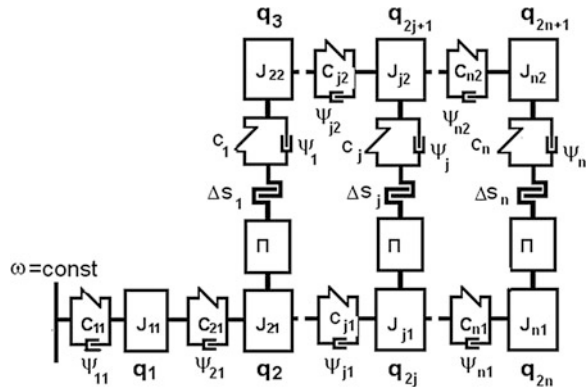 q₃ q₂ⱼ₊₁ q₂ₙ₊₁
J₂₂ Cⱼ₂ Jⱼ₂ Cₙ₂ Jₙ₂
ψⱼ₂ ψₙ₂
c₁ ψ₁ cⱼ ψⱼ cₙ ψₙ
ΔS₁ ΔSⱼ ΔSₙ
П П П
ω=const
C₁₁ J₁₁ C₂₁ J₂₁ Cⱼ₁ Jⱼ₁ Cₙ₁ Jₙ₁
ψ₁₁ q₁ ψ₂₁ q₂ ψⱼ₁ q₂ⱼ ψₙ₁ q₂ₙ